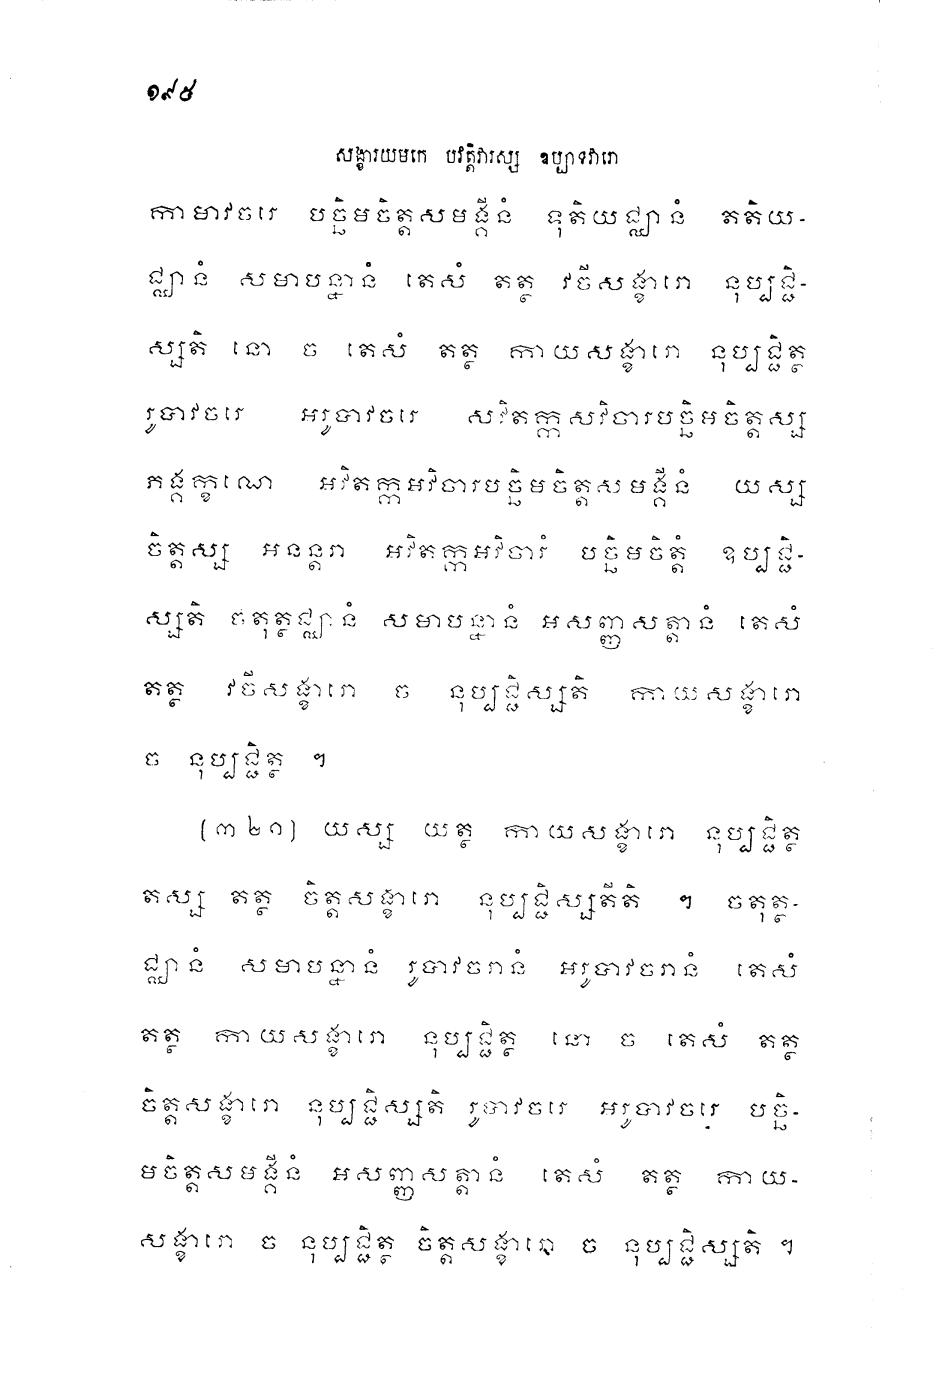 ១៩៥
សង្ខារយមកេ បវត្តិវារស្ស ឧប្បាទវារោ
កាមាវចរេ បច្ឆិមចិត្តសមង្គីនំ ទុតិយជ្ឈានំ តតិយ-
ជ្ឈានំ សមាបន្នានំ តេសំ តត្ថ វចីសង្ខារោ នុប្បជ្ជិ-
ស្សតិ នោ ច តេសំ តត្ថ កាយសង្ខារោ នុប្បជ្ជិត្ថ
រូបាវចរេ អរូបាវចរេ សវិតក្កសវិចារបច្ឆិមចិត្តស្ស
ភង្គក្ខណេ អវិតក្កអវិចារបច្ឆិមចិត្តសមង្គីនំ យស្ស
ចិត្តស្ស អនន្តរា អវិតក្កអវិចារំ បច្ឆិមចិត្តំ ឧប្បជ្ជិ-
ស្សតិ ចតុត្ថជ្ឈានំ សមាបន្នានំ អសញ្ញសត្តានំ តេសំ
តត្ថ វចីសង្ខារោ ច នុប្បជ្ជិស្សតិ កាយសង្ខារោ
ច នុប្បជ្ជិត្ថ ។
(៣២១) យស្ស យត្ថ កាយសង្ខារោ នុប្បជ្ជិត្ថ
តស្ស តត្ថ ចិត្តសង្ខារោ នុប្បជ្ជិស្សតីតិ ។ ចតុត្ថ-
ជ្ឈានំ សមាបន្នានំ រូបាវចរានំ អរូបាវចរានំ តេសំ
តត្ថ កាយសង្ខារោ នុប្បជ្ជិត្ថ នោ ច តេសំ តត្ថ
ចិត្តសង្ខារោ នុប្បជ្ជិស្សតិ រូបាវចរេ អរូបាវចរេ បច្ឆិ-
មចិត្តសមង្គីនំ អសញ្ញសត្តានំ តេសំ តត្ថ កាយ-
សង្ខារោ ច នុប្បជ្ជិត្ថ ចិត្តសង្ខារោ ច នុប្បជ្ជិស្សតិ ។